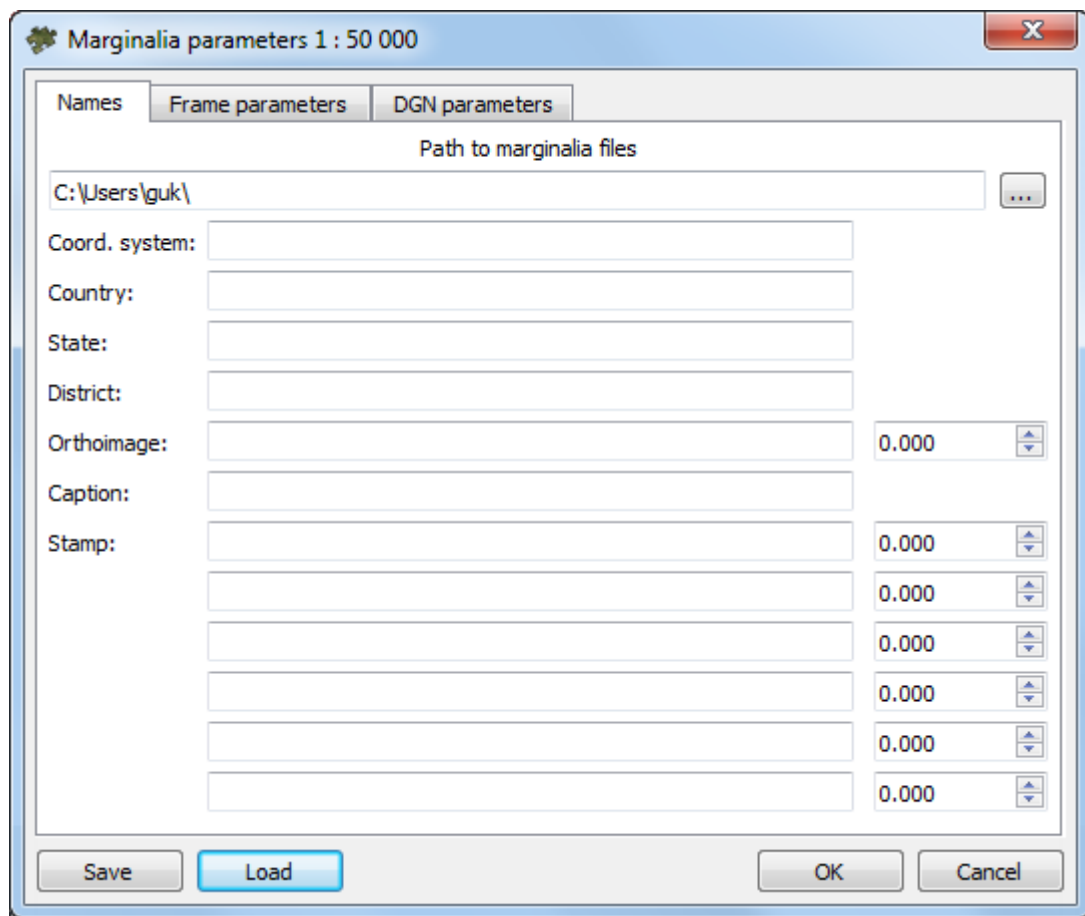 Marginalia parameters 1 : 50 000
Names Frame parameters DGN parameters
Path to marginalia files
C:\Users\guk\ ...
Coord. system:
Country:
State:
District:
Orthoimage: 0.000
Caption:
Stamp: 0.000
0.000
0.000
0.000
0.000
0.000
Save Load OK Cancel